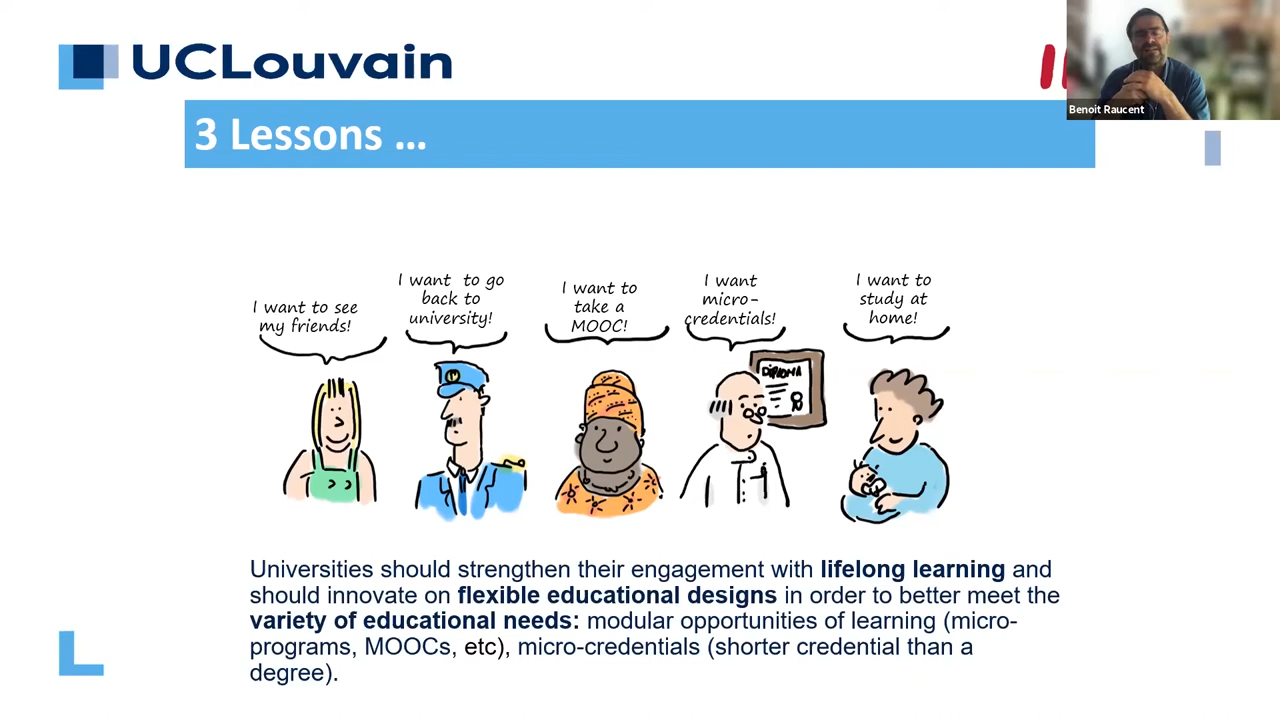 UCLouvain
Benoit Raucent
3 Lessons ...
I want to see
my friends!
I want to go
back to
university!
I want to
take a
MOOC!
I want
micro-
credentials!
I want to
study at
home!
DIPLOMA
Universities should strengthen their engagement with lifelong learning and
should innovate on flexible educational designs in order to better meet the
variety of educational needs: modular opportunities of learning (micro-
programs, MOOCs, etc), micro-credentials (shorter credential than a
degree).